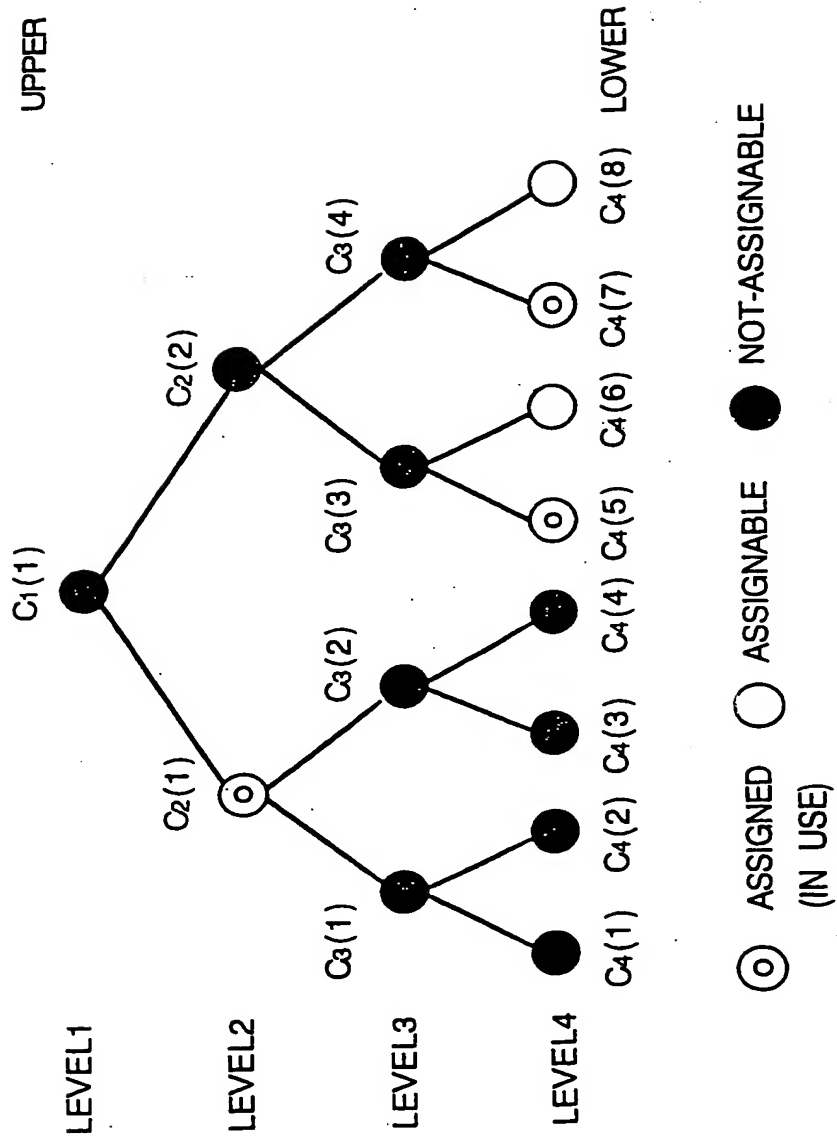 UPPER
LEVEL1
C1(1)
LEVEL2
C2(1)
C2(2)
LEVEL3
C3(1)
C3(2)
C3(3)
C3(4)
LEVEL4
C4(1)
C4(2)
C4(3)
C4(4)
C4(5)
C4(6)
C4(7)
C4(8)
LOWER
ASSIGNED
(IN USE)
ASSIGNABLE
NOT-ASSIGNABLE